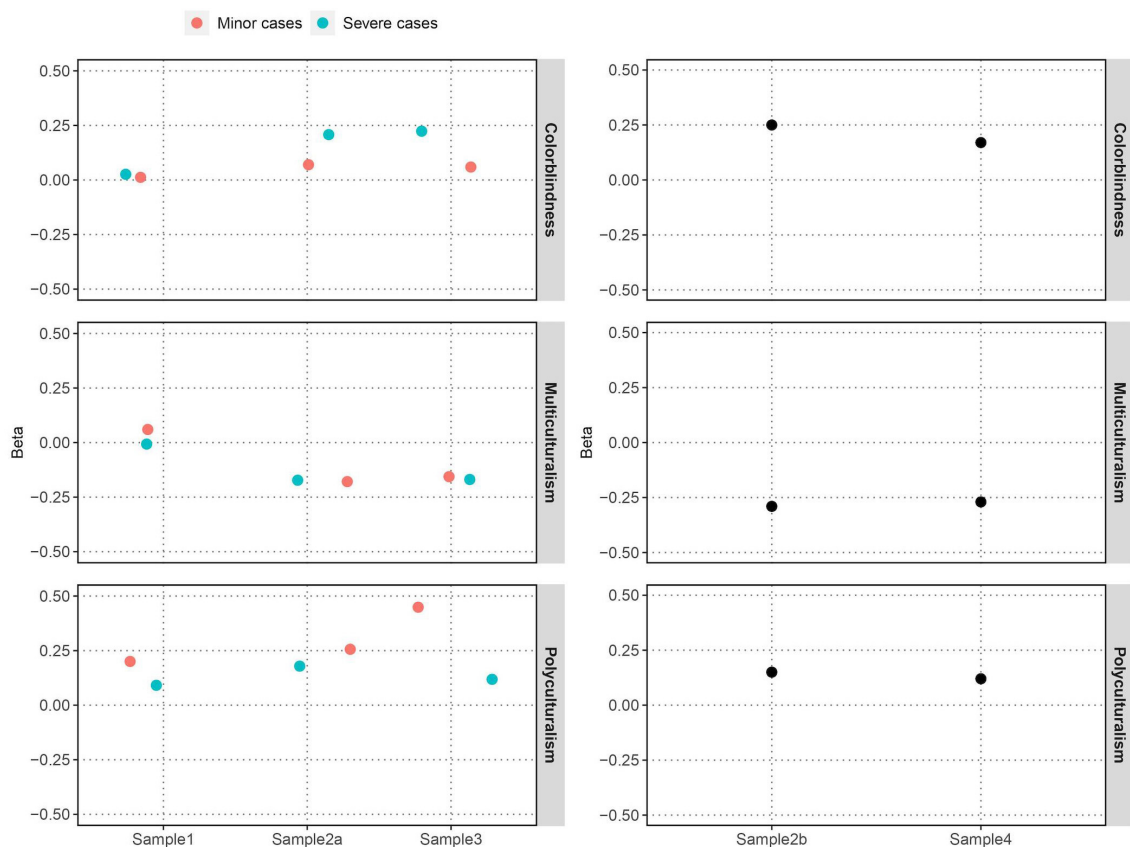 Minor cases Severe cases
0.50
0.25
0.00
−0.25
−0.50
Colorblindness
0.50
0.25
0.00
−0.25
−0.50
Multiculturalism
0.50
0.25
0.00
−0.25
−0.50
Polyculturalism
Beta
Sample1 Sample2a Sample3
0.50
0.25
0.00
−0.25
−0.50
Colorblindness
0.50
0.25
0.00
−0.25
−0.50
Multiculturalism
0.50
0.25
0.00
−0.25
−0.50
Polyculturalism
Beta
Sample2b Sample4